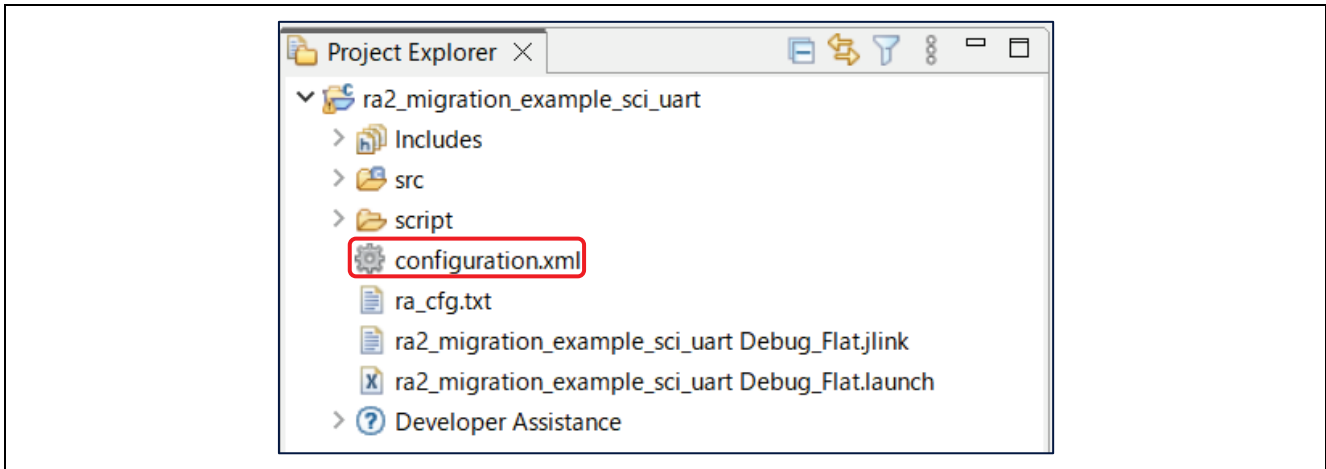 Project Explorer
ra2_migration_example_sci_uart
Includes
src
script
configuration.xml
ra_cfg.txt
ra2_migration_example_sci_uart Debug_Flat.jlink
ra2_migration_example_sci_uart Debug_Flat.launch
Developer Assistance